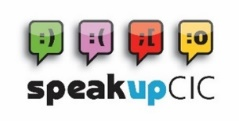 :) :( ;[ :o
speakupCIC